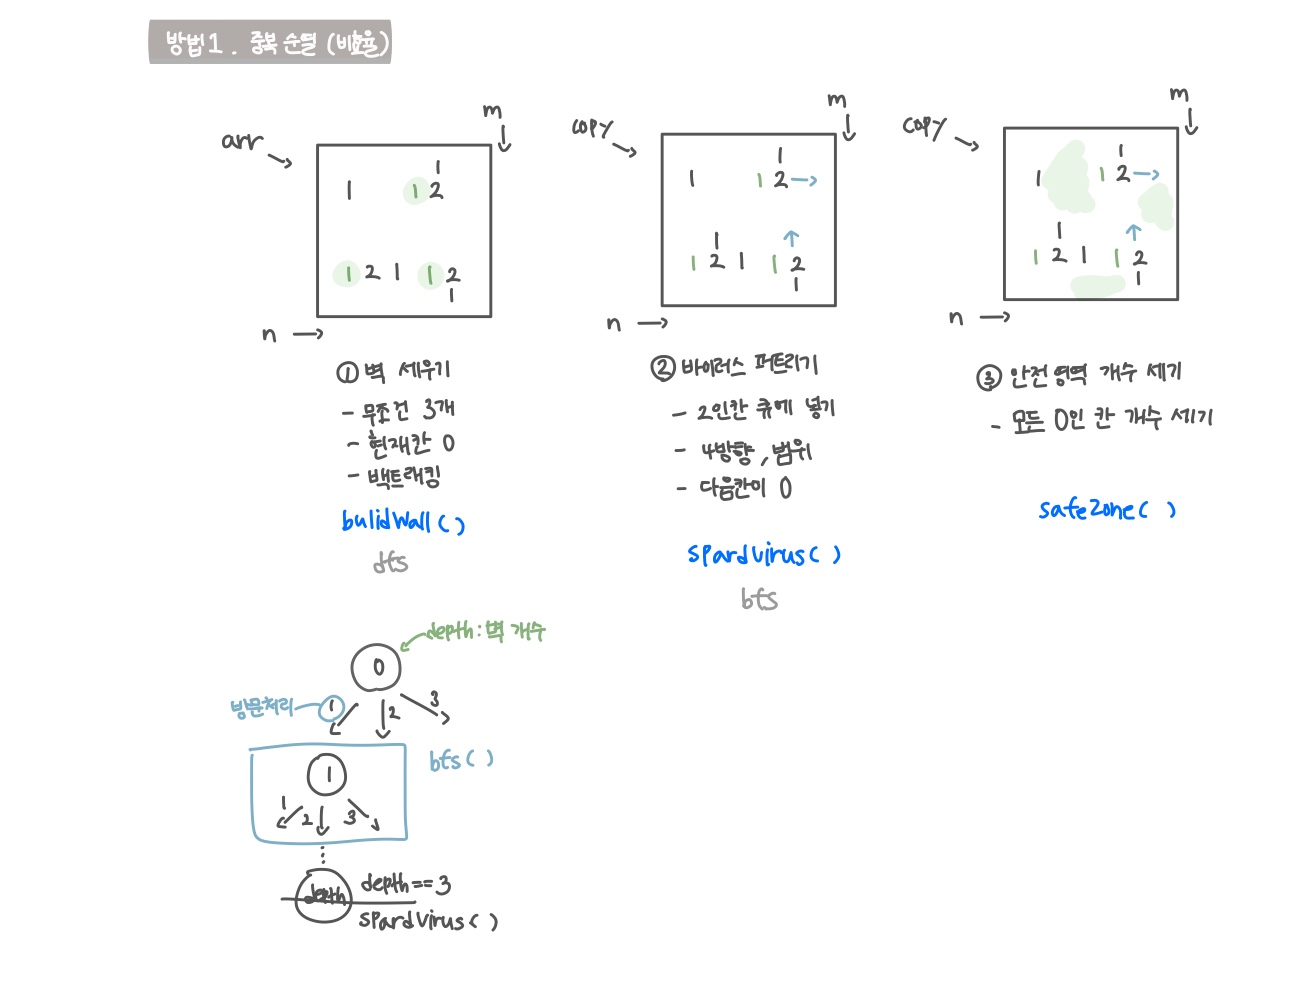 방법1. 중복 순열 (비효율)
arr
m
1
1 1 2
1 2 1 1 2
1
n
① 벽 세우기
- 무조건 3개
- 현재칸 0
- 백트래킹
bulidWall()
dfs
copy
m
1
1 1 2
1
1 2 1 1 2
1
n
② 바이러스 퍼트리기
- 2인칸 큐에 넣기
- 4방향, 범위
- 다음칸이 0
spardVirus()
bfs
copy
m
1
1 1 2
1
1 2 1 1 2
1
n
③ 안전 영역 개수 세기
- 모든 0인 칸 개수 세기
safeZone()
depth : 벽 개수
0
방문처리 1 2 3
bfs()
1
1 2 3
depth depth == 3
spardVirus()